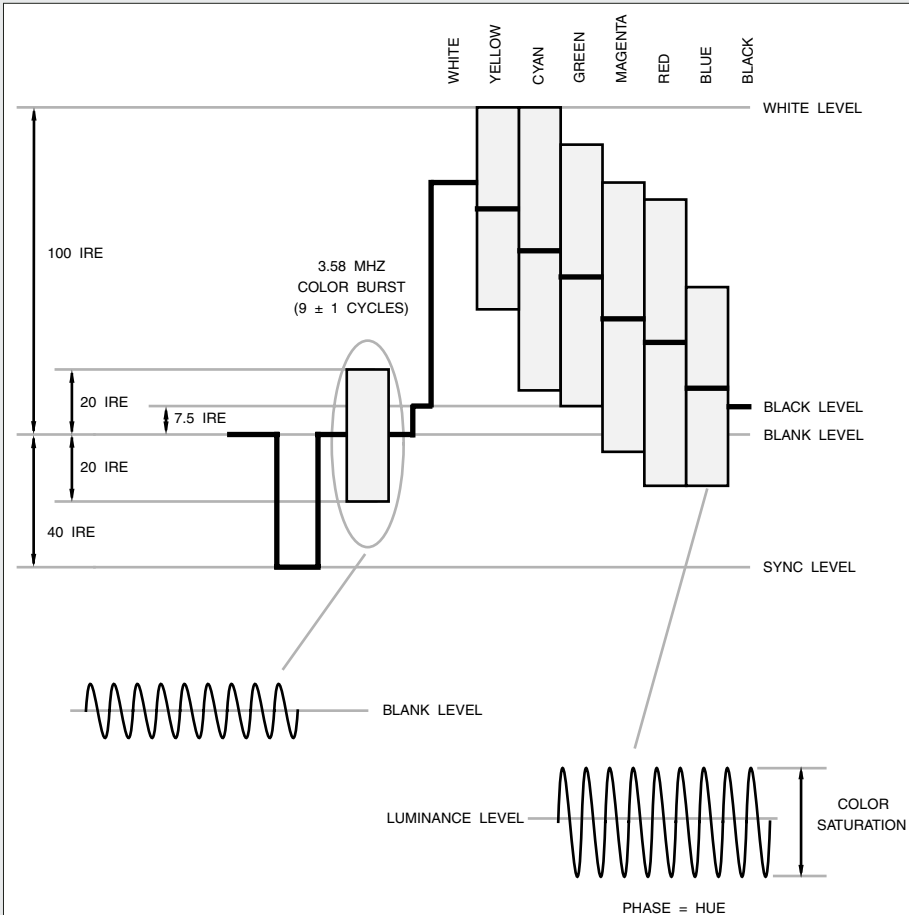 WHITE
YELLOW
CYAN
GREEN
MAGENTA
RED
BLUE
BLACK
WHITE LEVEL
100 IRE
3.58 MHZ
COLOR BURST
(9 ± 1 CYCLES)
20 IRE
7.5 IRE
BLACK LEVEL
BLANK LEVEL
20 IRE
40 IRE
SYNC LEVEL
BLANK LEVEL
LUMINANCE LEVEL
COLOR
SATURATION
PHASE = HUE